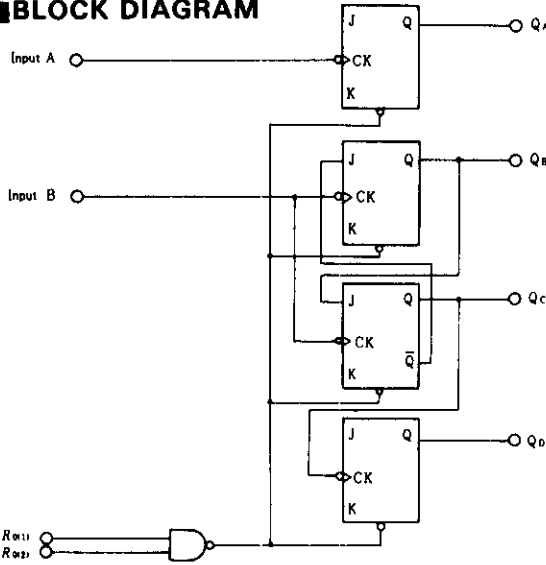 BLOCK DIAGRAM
J Q QA
Input A CK
K
J Q QB
Input B CK
K
J Q QC
CK
Q̅
K
J Q QD
CK
K
R0(1)
R0(2)